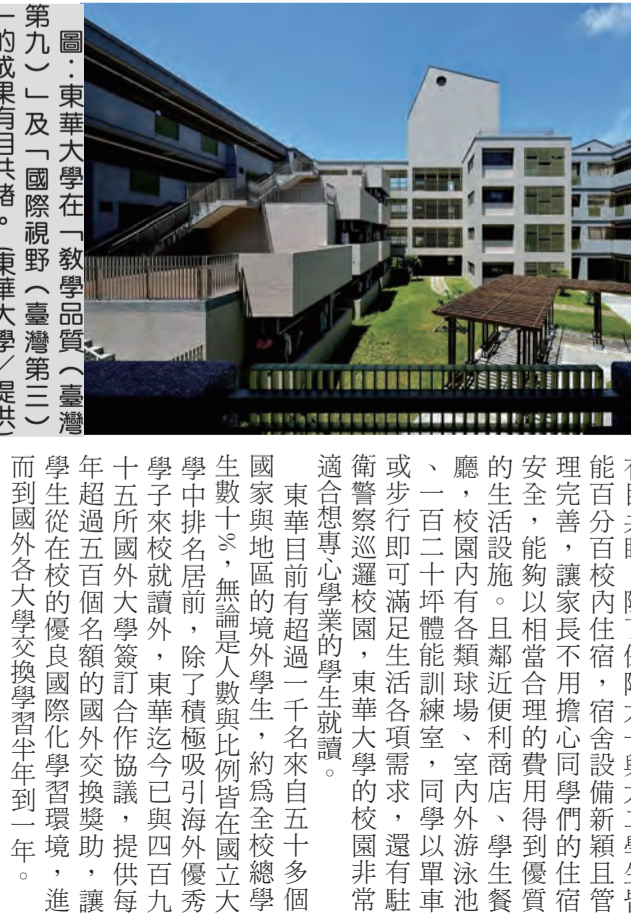 圖：東華大學在「教學品質（臺灣
第九）」及「國際視野（臺灣第三）
」的成果有目共睹。（東華大學／提供）
能百分百校內住宿，宿舍設備新穎且管
理完善，讓家長不用擔心同學們的住宿
安全，能夠以相當合理的費用得到優質
的生活設施。且鄰近便利商店、學生餐
廳，校園內有各類球場、室內外游泳池
、一百二十坪體能訓練室，同學以單車
或步行即可滿足生活各項需求，還有駐
衛警察巡邏校園，東華大學的校園非常
適合想專心學業的學生就讀。
東華目前有超過一千名來自五十多個
國家與地區的境外學生，約為全校總學
生數十%，無論是人數與比例皆在國立大
學中排名居前，除了積極吸引海外優秀
學子來校就讀外，東華迄今已與四百九
十五所國外大學簽訂合作協議，提供每
年超過五百個名額的國外交換獎助，讓
學生從在校的優良國際化學習環境，進
而到國外各大學交換學習半年到一年。